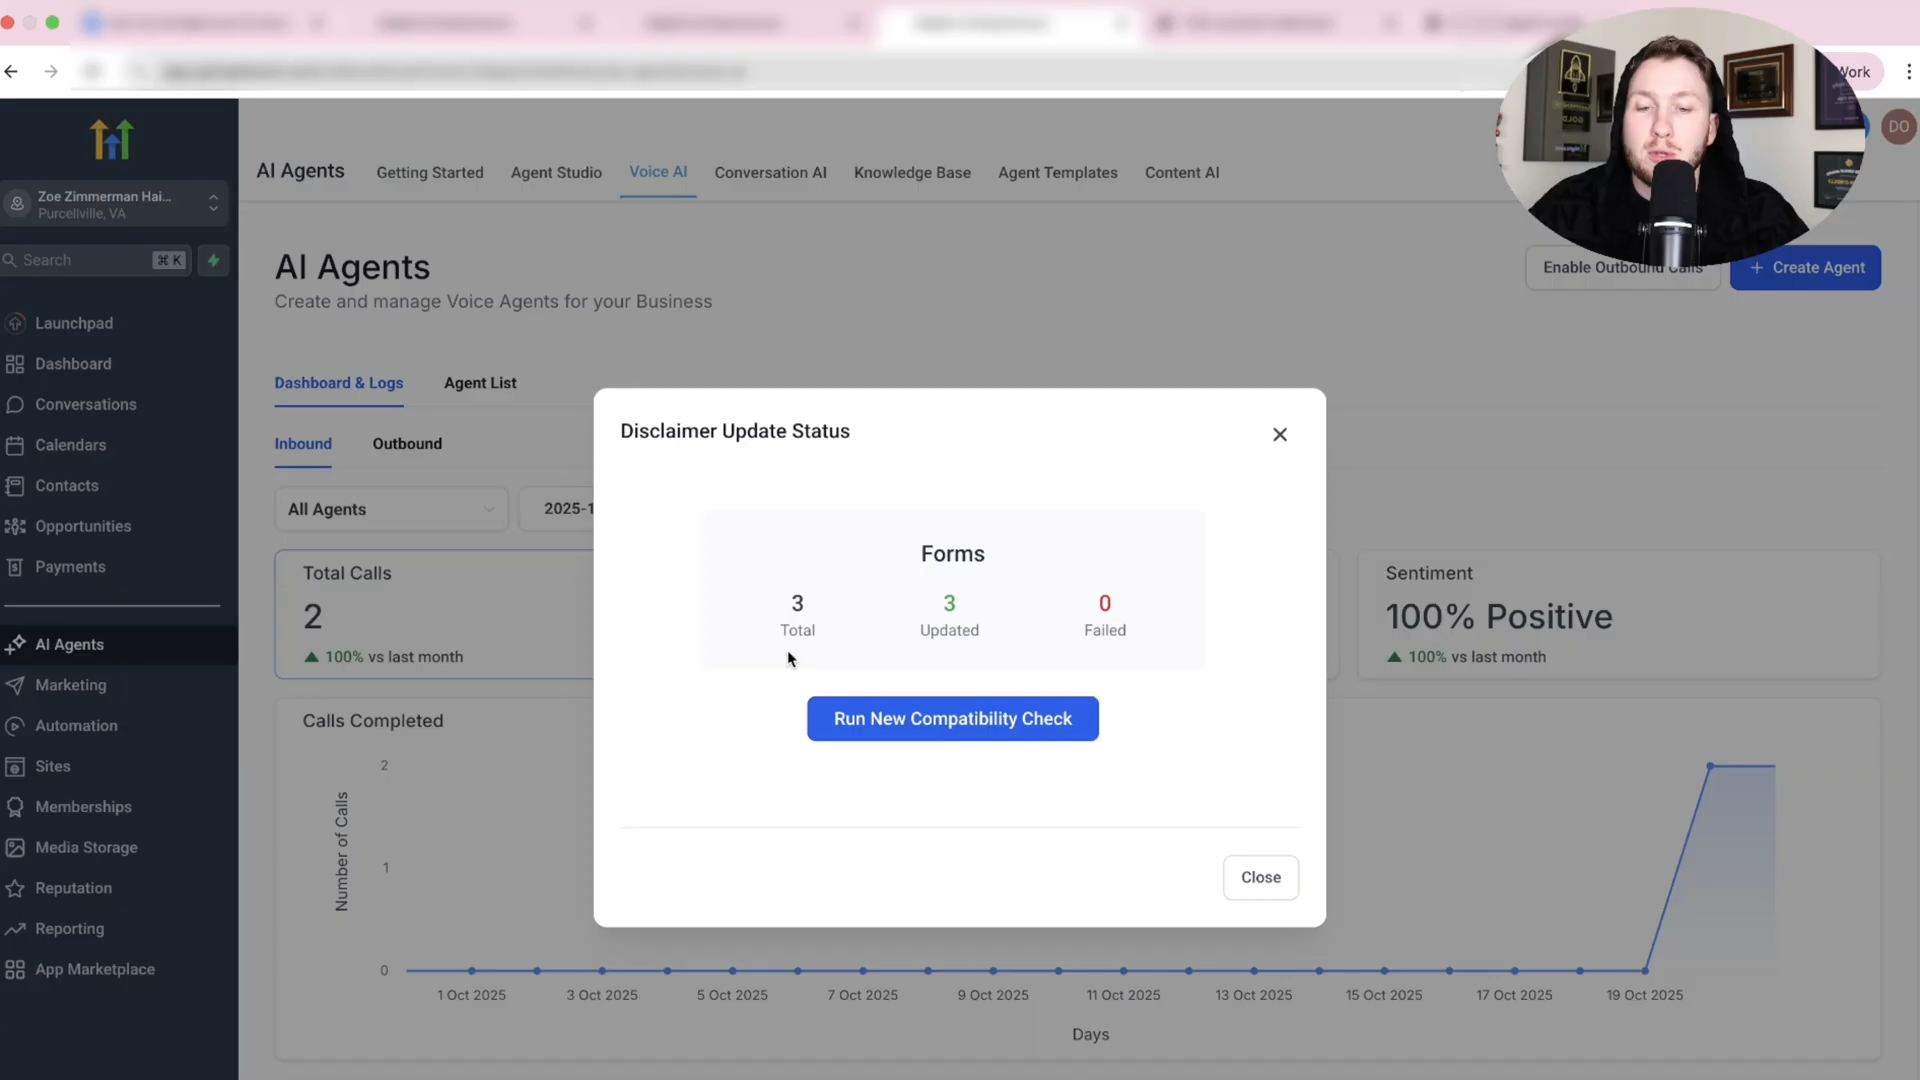 Work
DO
AI Agents
Getting Started
Agent Studio
Voice AI
Conversation AI
Knowledge Base
Agent Templates
Content AI
Zoe Zimmerman Hai...
Purcellville, VA
Search
⌘ K
Launchpad
Dashboard
Conversations
Calendars
Contacts
Opportunities
Payments
AI Agents
Marketing
Automation
Sites
Memberships
Media Storage
Reputation
Reporting
App Marketplace
AI Agents
Create and manage Voice Agents for your Business
Enable Outbound Calls
+ Create Agent
Dashboard & Logs
Agent List
Inbound
Outbound
All Agents
2025-1
Total Calls
2
100% vs last month
Sentiment
100% Positive
100% vs last month
Disclaimer Update Status
Forms
3
Total
3
Updated
0
Failed
Run New Compatibility Check
Close
Calls Completed
Number of Calls
2
1
0
1 Oct 2025
3 Oct 2025
5 Oct 2025
7 Oct 2025
9 Oct 2025
11 Oct 2025
13 Oct 2025
15 Oct 2025
17 Oct 2025
19 Oct 2025
Days